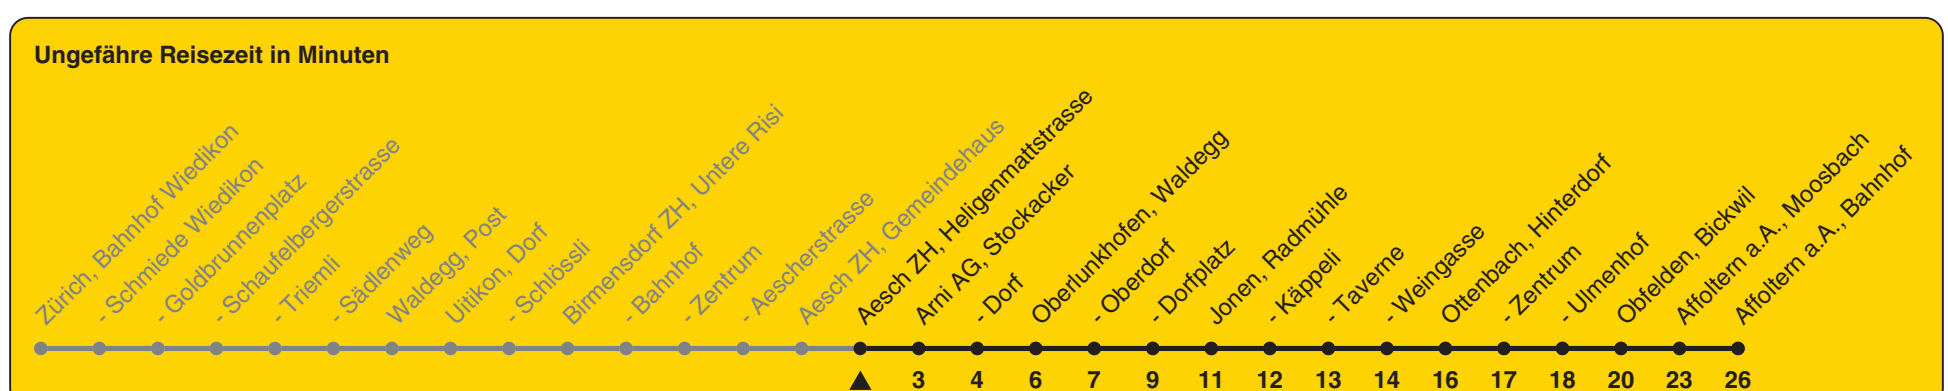 Ungefähre Reisezeit in Minuten
Zürich, Bahnhof Wiedikon
- Schmiede Wiedikon
- Goldbrunnenplatz
- Schaufelbergerstrasse
- Triemli
- Sädlenweg
Waldegg, Post
Uitikon, Dorf
- Schlössli
Birmensdorf ZH, Untere Risi
- Bahnhof
- Zentrum
- Aescherstrasse
Aesch ZH, Gemeindehaus
Aesch ZH, Heligenmattstrasse
Arni AG, Stockacker
- Dorf
Oberlunkhofen, Waldegg
- Oberdorf
- Dorfplatz
Jonen, Radmühle
- Käppeli
- Taverne
- Weingasse
Ottenbach, Hinterdorf
- Zentrum
- Ulmenhof
Obfelden, Bickwil
Affoltern a.A., Moosbach
Affoltern a.A., Bahnhof
3 4 6 7 9 11 12 13 14 16 17 18 20 23 26